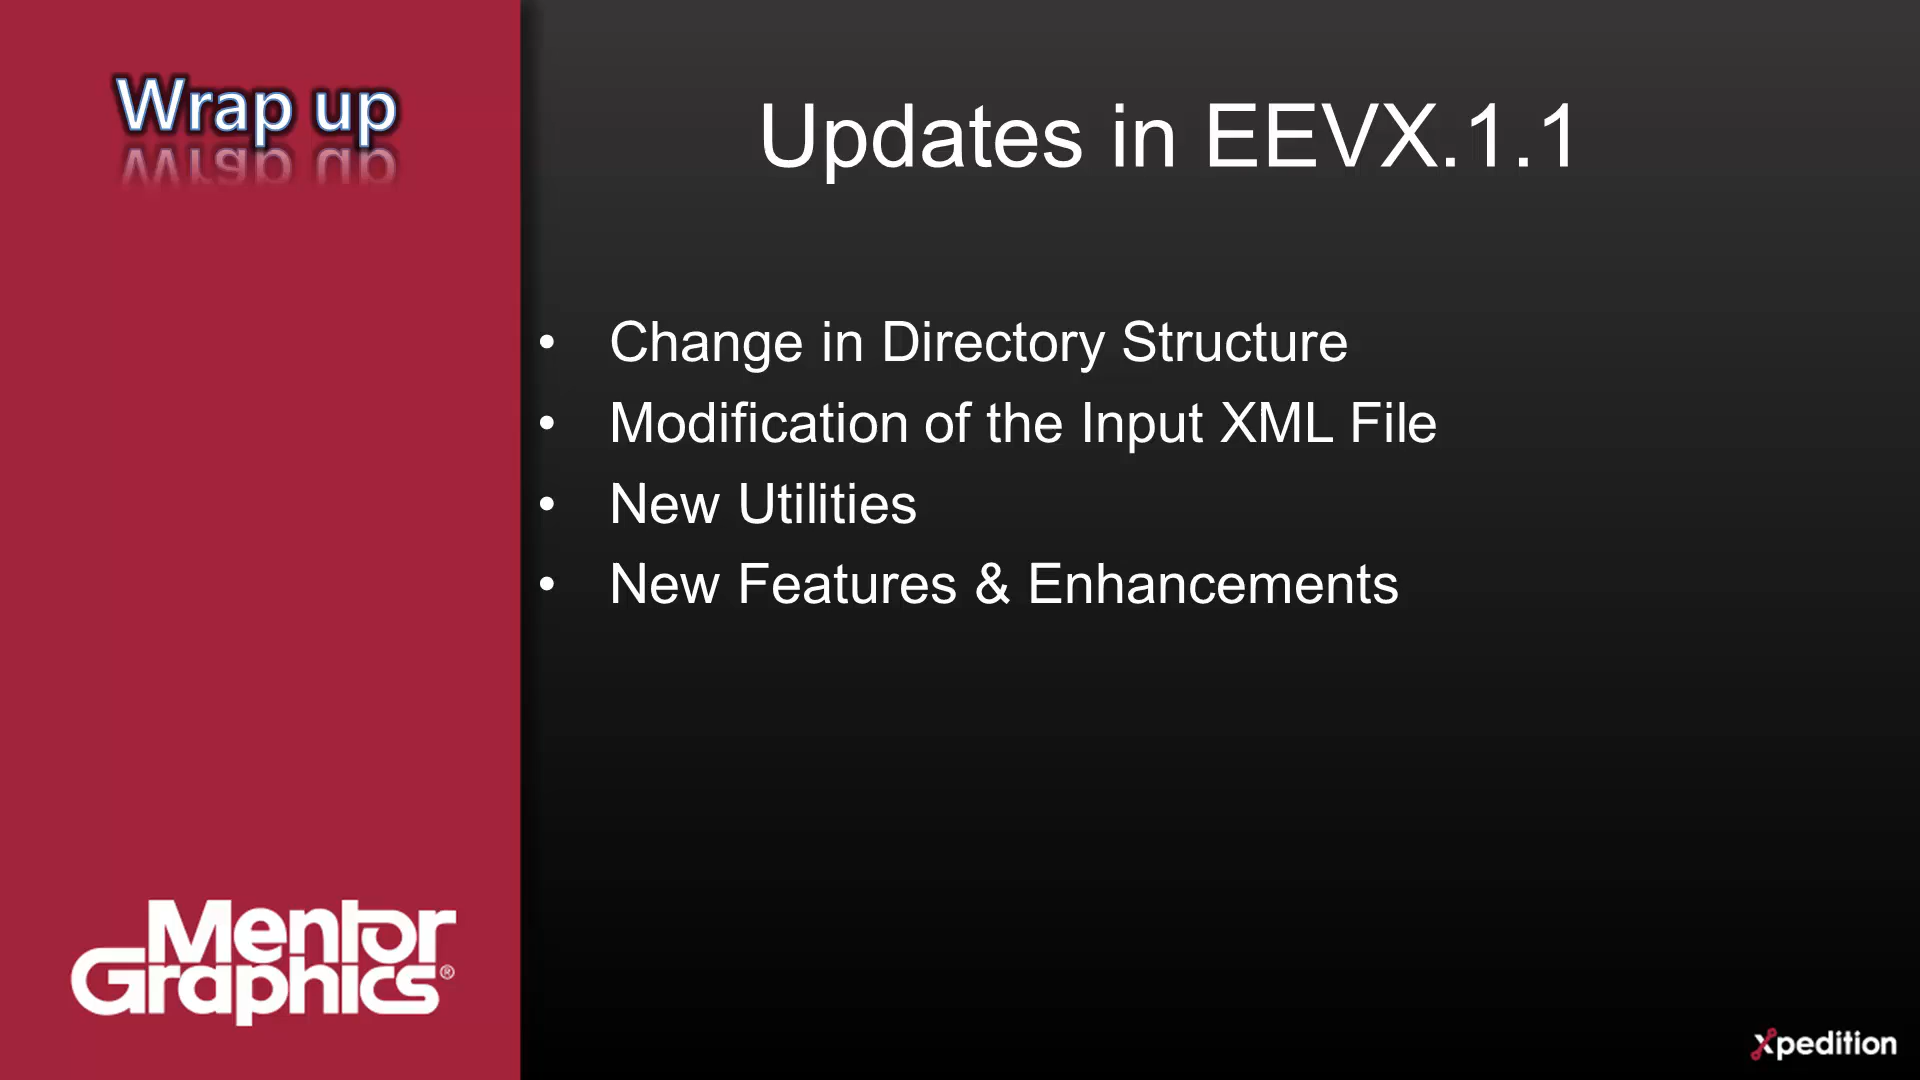 Wrap up
Updates in EEVX.1.1
• Change in Directory Structure
• Modification of the Input XML File
• New Utilities
• New Features & Enhancements
Mentor
Graphics®
Xpedition